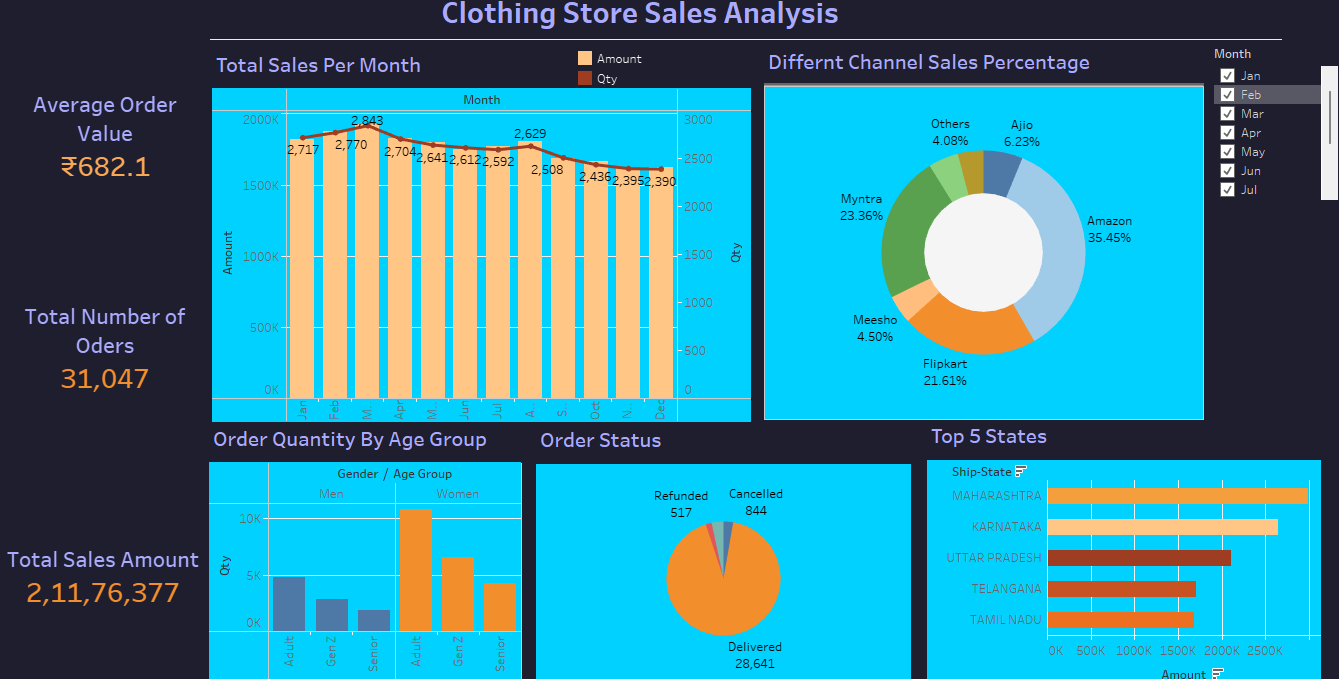 Clothing Store Sales Analysis
Average Order
Value
₹682.1
Total Number of
Oders
31,047
Total Sales Amount
2,11,76,377
Total Sales Per Month
Amount
Qty
Month
2000K
1500K
1000K
500K
0K
Amount
2,717
2,770
2,843
2,704
2,641
2,612
2,592
2,629
2,508
2,436
2,395
2,390
3000
2500
2000
1500
1000
500
0
Qty
Jan
Feb
M..
Apr
M..
Jun
Jul
A..
S..
Oct
N..
Dec
Differnt Channel Sales Percentage
Others
4.08%
Ajio
6.23%
Myntra
23.36%
Amazon
35.45%
Meesho
4.50%
Flipkart
21.61%
Month
Jan
Feb
Mar
Apr
May
Jun
Jul
Order Quantity By Age Group
Gender / Age Group
Men
Women
10K
5K
0K
Qty
Adult
GenZ
Senior
Adult
GenZ
Senior
Order Status
Refunded
517
Cancelled
844
Delivered
28,641
Top 5 States
Ship-State
MAHARASHTRA
KARNATAKA
UTTAR PRADESH
TELANGANA
TAMIL NADU
0K 500K 1000K 1500K 2000K 2500K
Amount